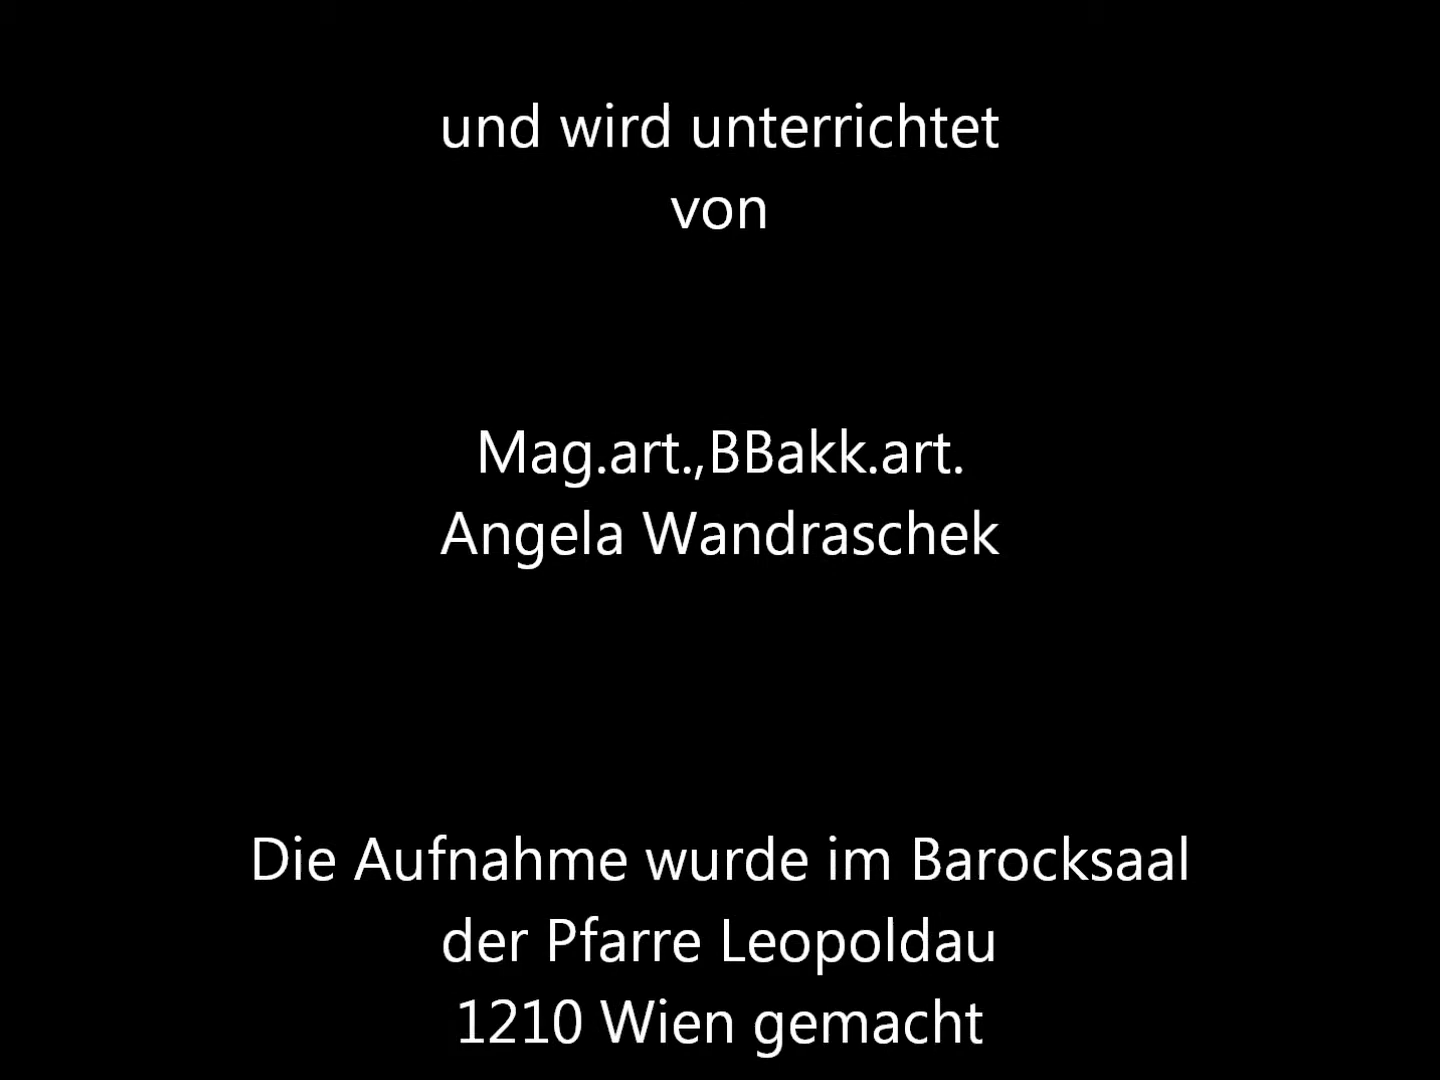 und wird unterrichtet
von
Mag.art.,BBakk.art.
Angela Wandraschek
Die Aufnahme wurde im Barocksaal
der Pfarre Leopoldau
1210 Wien gemacht